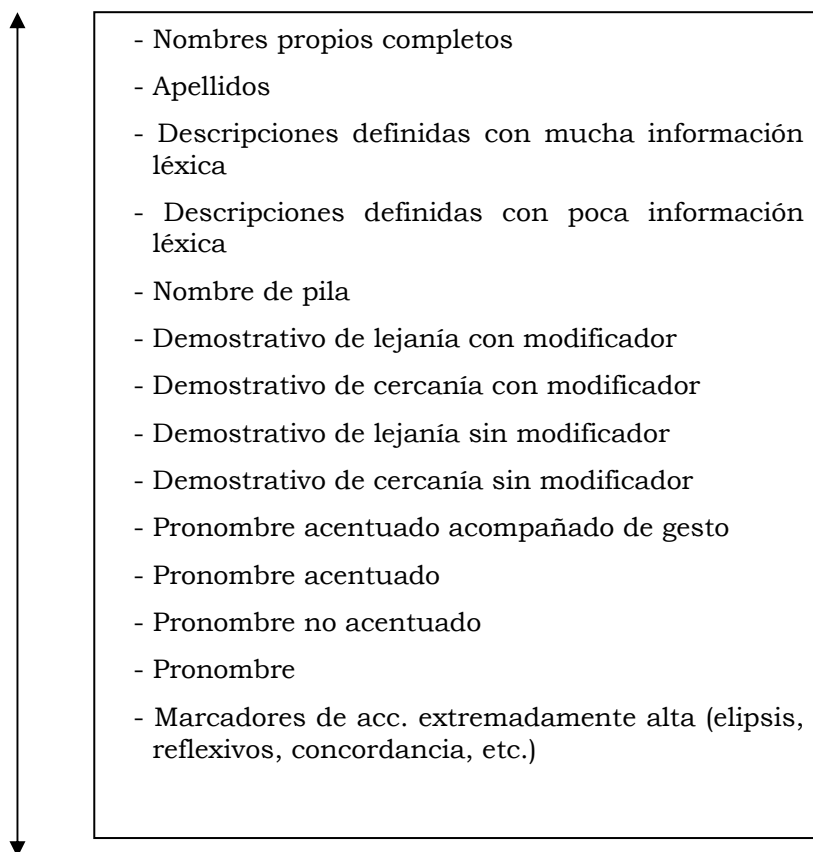 - Nombres propios completos
- Apellidos
- Descripciones definidas con mucha información
léxica
- Descripciones definidas con poca información
léxica
- Nombre de pila
- Demostrativo de lejanía con modificador
- Demostrativo de cercanía con modificador
- Demostrativo de lejanía sin modificador
- Demostrativo de cercanía sin modificador
- Pronombre acentuado acompañado de gesto
- Pronombre acentuado
- Pronombre no acentuado
- Pronombre
- Marcadores de acc. extremadamente alta (elipsis,
reflexivos, concordancia, etc.)